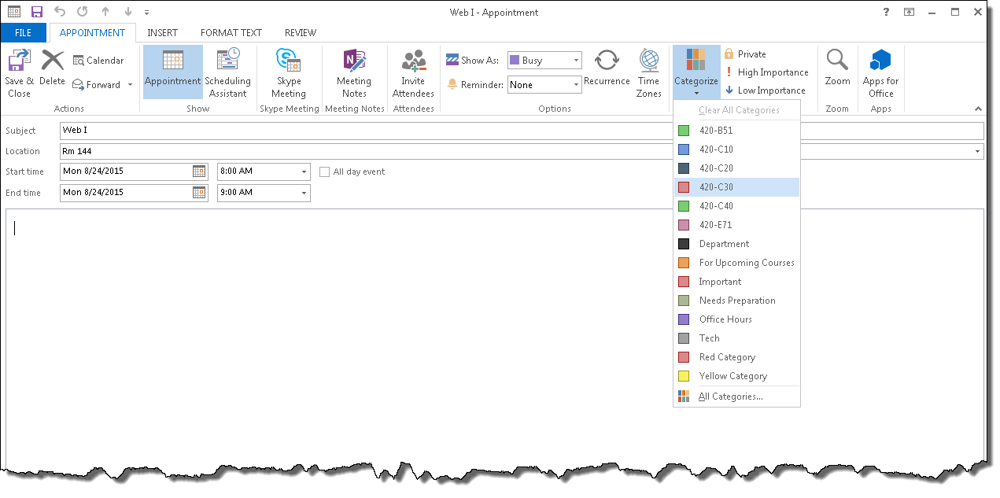 Web I - Appointment
?
FILE APPOINTMENT INSERT FORMAT TEXT REVIEW
Save & Close
Delete
Calendar
Forward
Actions
Appointment
Scheduling Assistant
Show
Skype Meeting
Skype Meeting
Meeting Notes
Meeting Notes
Invite Attendees
Attendees
Show As: Busy
Reminder: None
Recurrence
Time Zones
Options
Categorize
Private
High Importance
Low Importance
Zoom
Zoom
Apps for Office
Apps
Subject Web I
Location Rm 144
Start time Mon 8/24/2015 8:00 AM All day event
End time Mon 8/24/2015 9:00 AM
Clear All Categories
420-B51
420-C10
420-C20
420-C30
420-C40
420-E71
Department
For Upcoming Courses
Important
Needs Preparation
Office Hours
Tech
Red Category
Yellow Category
All Categories...